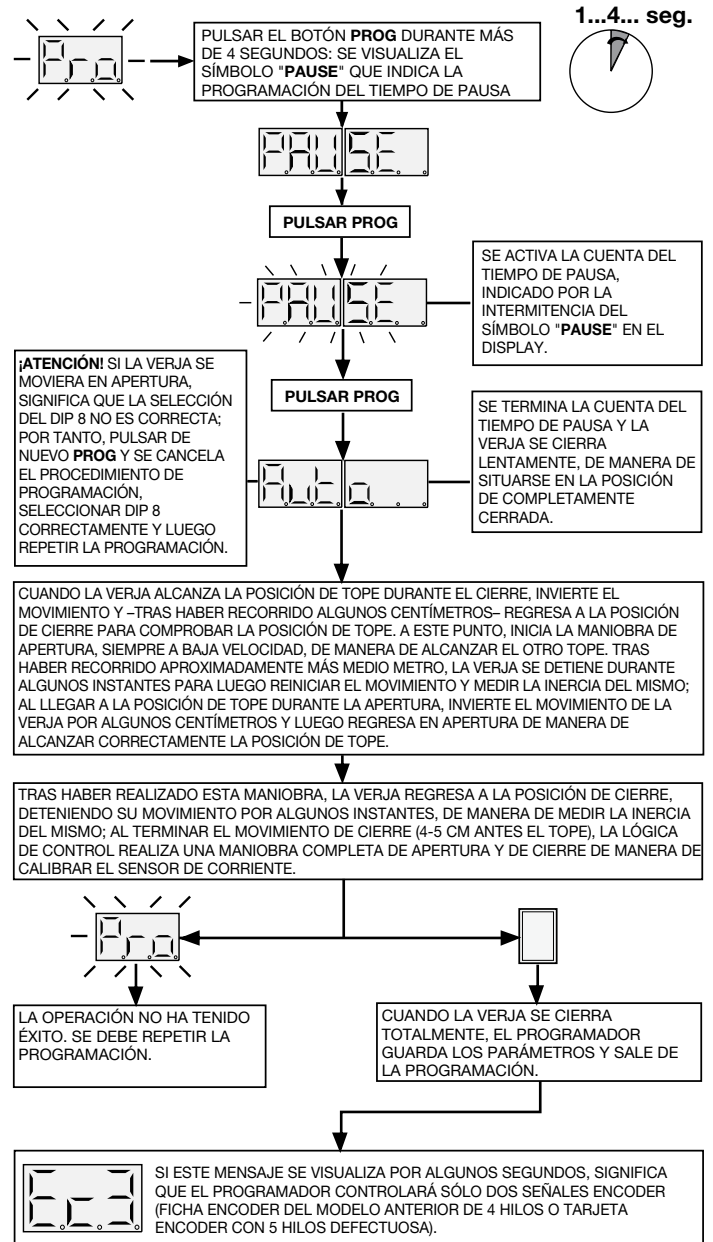 1...4... seg.
Pro
PULSAR EL BOTÓN PROG DURANTE MÁS
DE 4 SEGUNDOS: SE VISUALIZA EL
SÍMBOLO "PAUSE" QUE INDICA LA
PROGRAMACIÓN DEL TIEMPO DE PAUSA
PAUSE
PULSAR PROG
PAUSE
SE ACTIVA LA CUENTA DEL
TIEMPO DE PAUSA,
INDICADO POR LA
INTERMITENCIA DEL
SÍMBOLO "PAUSE" EN EL
DISPLAY.
¡ATENCIÓN! SI LA VERJA SE
MOVIERA EN APERTURA,
SIGNIFICA QUE LA SELECCIÓN
DEL DIP 8 NO ES CORRECTA;
POR TANTO, PULSAR DE
NUEVO PROG Y SE CANCELA
EL PROCEDIMIENTO DE
PROGRAMACIÓN,
SELECCIONAR DIP 8
CORRECTAMENTE Y LUEGO
REPETIR LA PROGRAMACIÓN.
PULSAR PROG
Auto
SE TERMINA LA CUENTA DEL
TIEMPO DE PAUSA Y LA
VERJA SE CIERRA
LENTAMENTE, DE MANERA DE
SITUARSE EN LA POSICIÓN
DE COMPLETAMENTE
CERRADA.
CUANDO LA VERJA ALCANZA LA POSICIÓN DE TOPE DURANTE EL CIERRE, INVIERTE EL
MOVIMIENTO Y –TRAS HABER RECORRIDO ALGUNOS CENTÍMETROS– REGRESA A LA POSICIÓN
DE CIERRE PARA COMPROBAR LA POSICIÓN DE TOPE. A ESTE PUNTO, INICIA LA MANIOBRA DE
APERTURA, SIEMPRE A BAJA VELOCIDAD, DE MANERA DE ALCANZAR EL OTRO TOPE. TRAS
HABER RECORRIDO APROXIMADAMENTE MÁS MEDIO METRO, LA VERJA SE DETIENE DURANTE
ALGUNOS INSTANTES PARA LUEGO REINICIAR EL MOVIMIENTO Y MEDIR LA INERCIA DEL MISMO;
AL LLEGAR A LA POSICIÓN DE TOPE DURANTE LA APERTURA, INVIERTE EL MOVIMIENTO DE LA
VERJA POR ALGUNOS CENTÍMETROS Y LUEGO REGRESA EN APERTURA DE MANERA DE
ALCANZAR CORRECTAMENTE LA POSICIÓN DE TOPE.
TRAS HABER REALIZADO ESTA MANIOBRA, LA VERJA REGRESA A LA POSICIÓN DE CIERRE,
DETENIENDO SU MOVIMIENTO POR ALGUNOS INSTANTES, DE MANERA DE MEDIR LA INERCIA
DEL MISMO; AL TERMINAR EL MOVIMIENTO DE CIERRE (4-5 CM ANTES EL TOPE), LA LÓGICA
DE CONTROL REALIZA UNA MANIOBRA COMPLETA DE APERTURA Y DE CIERRE DE MANERA DE
CALIBRAR EL SENSOR DE CORRIENTE.
Pro
LA OPERACIÓN NO HA TENIDO
ÉXITO. SE DEBE REPETIR LA
PROGRAMACIÓN.
CUANDO LA VERJA SE CIERRA
TOTALMENTE, EL PROGRAMADOR
GUARDA LOS PARÁMETROS Y SALE DE
LA PROGRAMACIÓN.
Er3
SI ESTE MENSAJE SE VISUALIZA POR ALGUNOS SEGUNDOS, SIGNIFICA
QUE EL PROGRAMADOR CONTROLARÁ SÓLO DOS SEÑALES ENCODER
(FICHA ENCODER DEL MODELO ANTERIOR DE 4 HILOS O TARJETA
ENCODER CON 5 HILOS DEFECTUOSA).